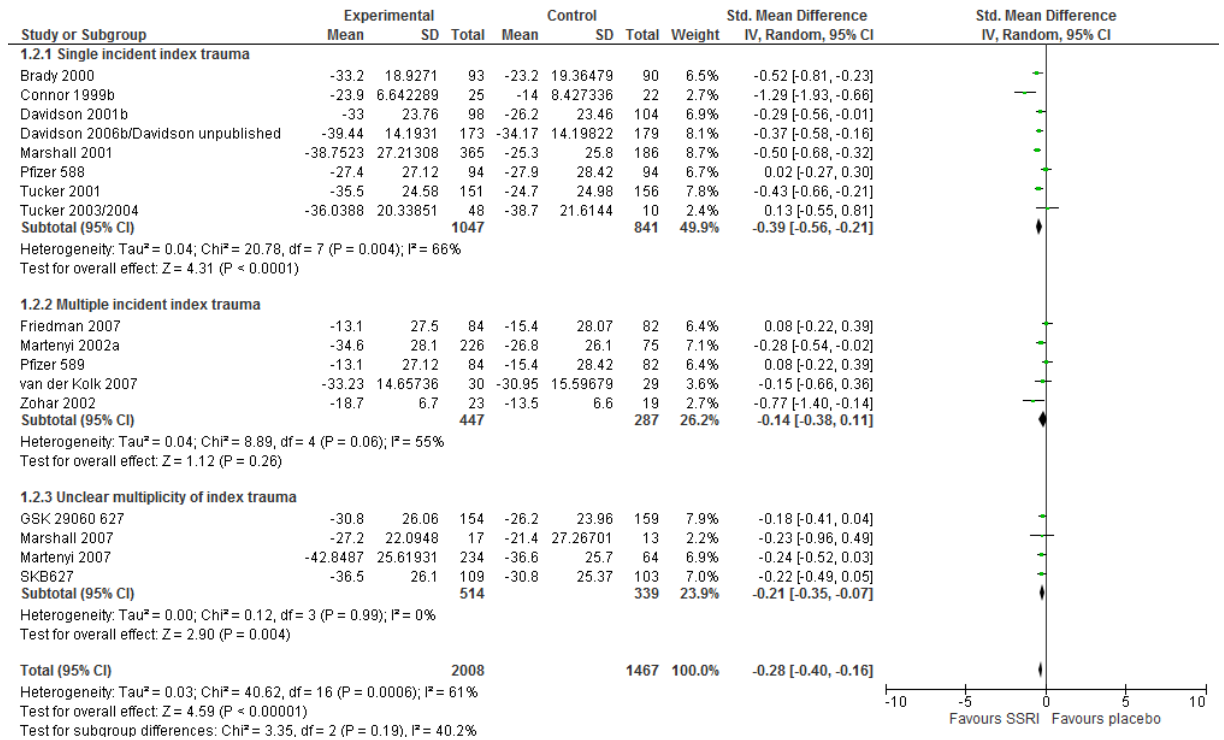 Experimental Control Std. Mean Difference Std. Mean Difference
Study or Subgroup Mean SD Total Mean SD Total Weight IV, Random, 95% CI IV, Random, 95% CI
1.2.1 Single incident index trauma
Brady 2000 -33.2 18.9271 93 -23.2 19.36479 90 6.5% -0.52 [-0.81, -0.23]
Connor 1999b -23.9 6.642289 25 -14 8.427336 22 2.7% -1.29 [-1.93, -0.66]
Davidson 2001b -33 23.76 98 -26.2 23.46 104 6.9% -0.29 [-0.56, -0.01]
Davidson 2006b/Davidson unpublished -39.44 14.1931 173 -34.17 14.19822 179 8.1% -0.37 [-0.58, -0.16]
Marshall 2001 -38.7523 27.21308 365 -25.3 25.8 186 8.7% -0.50 [-0.68, -0.32]
Pfizer 588 -27.4 27.12 94 -27.9 28.42 94 6.6% 0.02 [-0.27, 0.30]
Tucker 2001 -35.5 24.58 151 -24.7 24.98 156 7.9% -0.43 [-0.66, -0.21]
Tucker 2003/2004 -36.0388 20.33851 48 -38.7 21.6144 10 2.4% 0.13 [-0.55, 0.81]
Subtotal (95% CI) 1047 841 49.9% -0.39 [-0.56, -0.21]
Heterogeneity: Tau² = 0.04; Chi² = 20.78, df = 7 (P = 0.004); I² = 66%
Test for overall effect: Z = 4.31 (P < 0.0001)
1.2.2 Multiple incident index trauma
Friedman 2007 -13.1 27.5 84 -15.4 28.07 82 6.4% 0.08 [-0.22, 0.39]
Martenyi 2002a -34.6 28.1 226 -26.8 26.1 75 7.1% -0.28 [-0.54, -0.02]
Pfizer 589 -13.1 27.12 84 -15.4 28.42 82 6.4% 0.08 [-0.22, 0.39]
van der Kolk 2007 -33.23 14.65736 30 -30.95 15.59679 29 3.6% -0.15 [-0.66, 0.36]
Zohar 2002 -18.7 6.7 23 -13.5 6.6 19 2.7% -0.77 [-1.40, -0.14]
Subtotal (95% CI) 447 287 26.2% -0.14 [-0.38, 0.11]
Heterogeneity: Tau² = 0.04; Chi² = 8.89, df = 4 (P = 0.06); I² = 55%
Test for overall effect: Z = 1.12 (P = 0.26)
1.2.3 Unclear multiplicity of index trauma
GSK 29060 627 -30.8 26.06 154 -26.2 23.96 159 7.9% -0.18 [-0.41, 0.04]
Marshall 2007 -27.2 22.0948 17 -21.4 27.26701 13 2.2% -0.23 [-0.96, 0.49]
Martenyi 2007 -42.8487 25.61931 234 -36.6 25.7 64 6.9% -0.24 [-0.52, 0.03]
SKB627 -36.5 26.1 109 -30.8 25.37 103 7.0% -0.22 [-0.49, 0.05]
Subtotal (95% CI) 514 339 23.9% -0.21 [-0.35, -0.07]
Heterogeneity: Tau² = 0.00; Chi² = 0.12, df = 3 (P = 0.99); I² = 0%
Test for overall effect: Z = 2.90 (P = 0.004)
Total (95% CI) 2008 1467 100.0% -0.28 [-0.40, -0.16]
Heterogeneity: Tau² = 0.03; Chi² = 40.62, df = 16 (P = 0.0006); I² = 61%
Test for overall effect: Z = 4.59 (P < 0.00001)
Test for subgroup differences: Chi² = 3.35, df = 2 (P = 0.19), I² = 40.2%
-10 -5 0 5 10
Favours SSRI Favours placebo